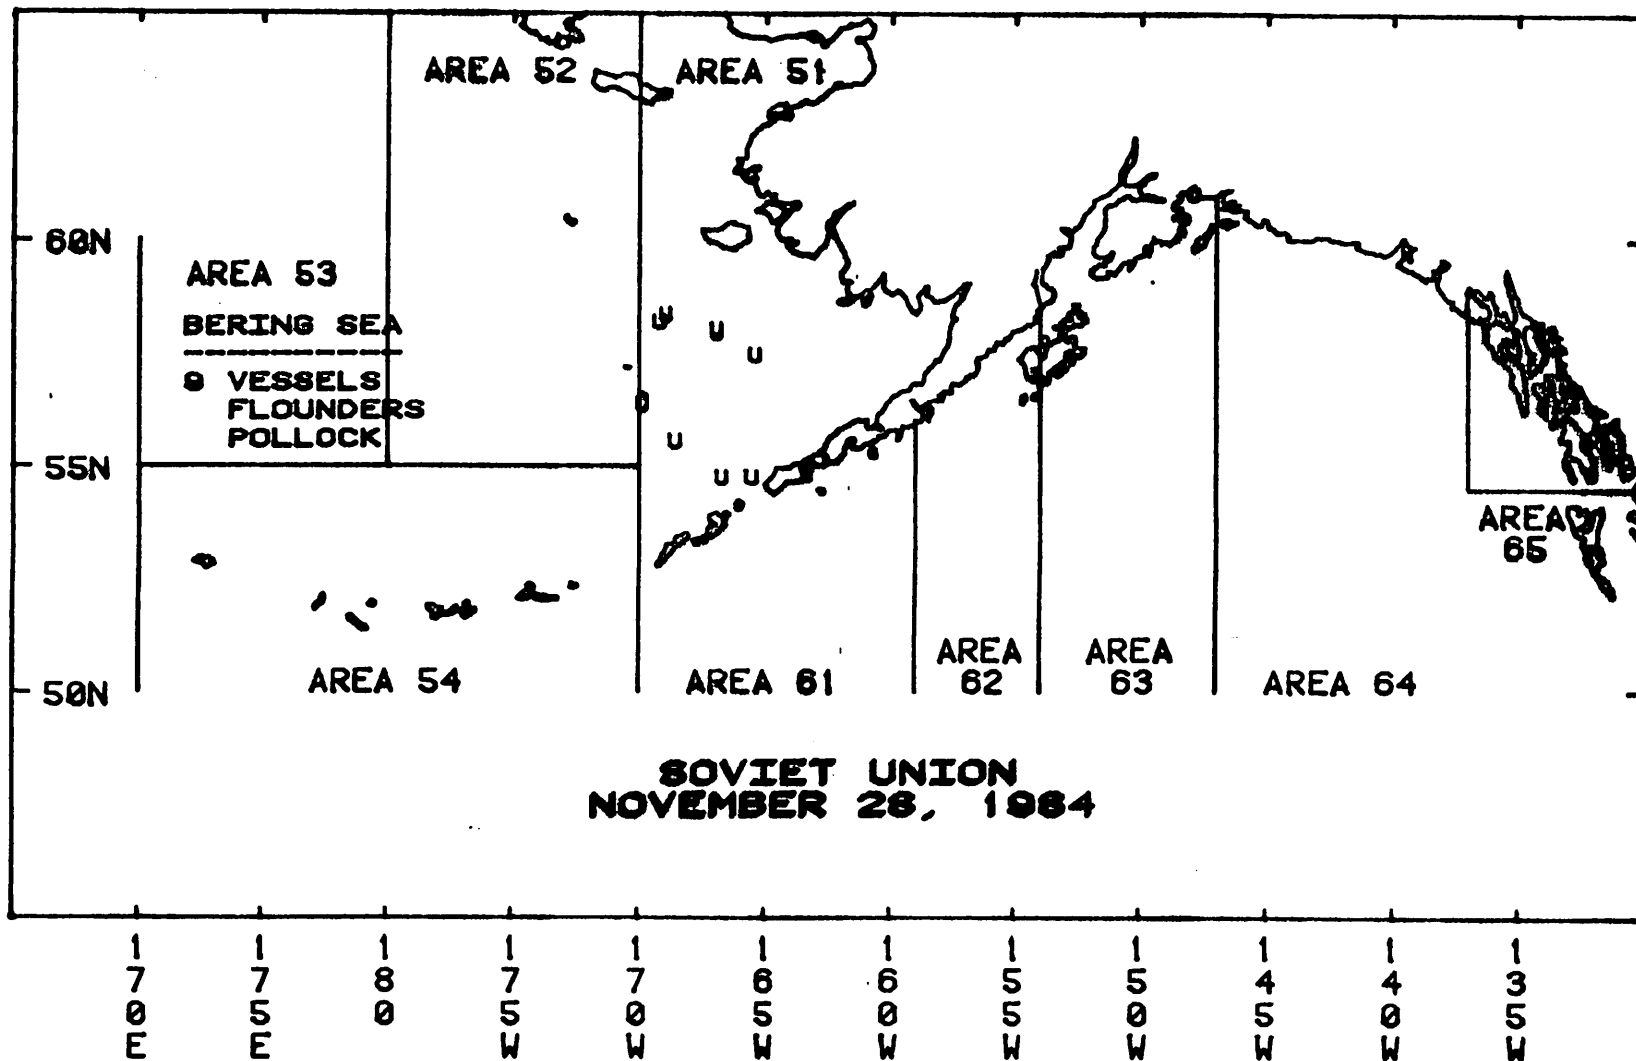 AREA 52
AREA 51
60N
AREA 53
BERING SEA
---------------
VESSELS
FLOUNDERS
POLLOCK
U
U
U
U
U
U
U
55N
AREA
65
50N
AREA 54
AREA 61
AREA
62
AREA
63
AREA 64
SOVIET UNION
NOVEMBER 28, 1984
170E
175E
180
175W
170W
165W
160W
155W
150W
145W
140W
135W